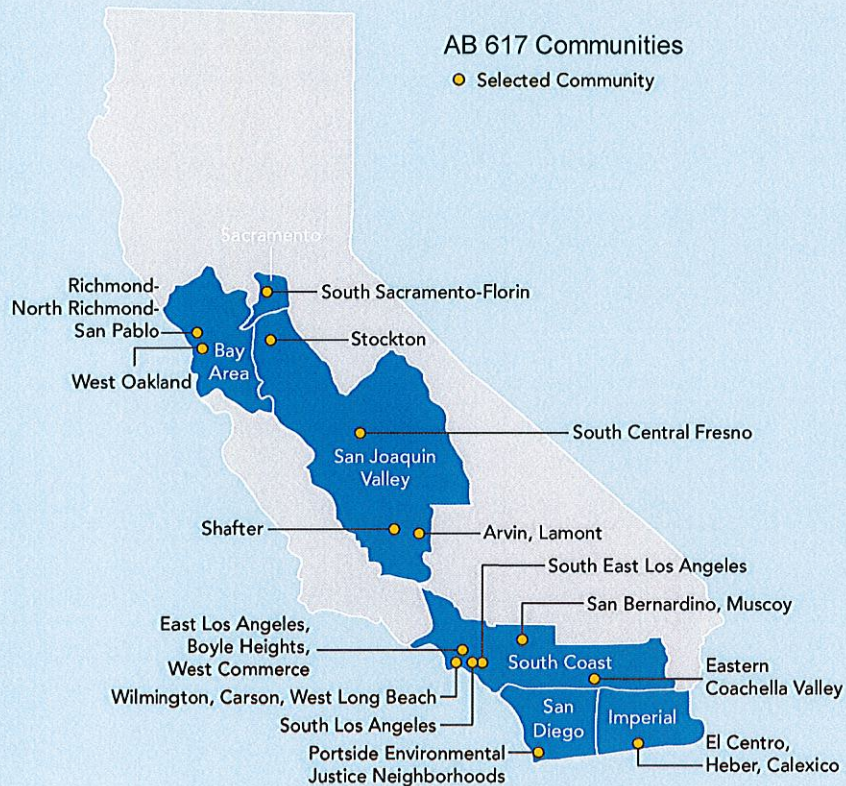 AB 617 Communities
Selected Community
Sacramento
Richmond-
North Richmond-
San Pablo
South Sacramento-Florin
Stockton
West Oakland
Bay
Area
South Central Fresno
San Joaquin
Valley
Shafter
Arvin, Lamont
South East Los Angeles
San Bernardino, Muscoy
East Los Angeles,
Boyle Heights,
West Commerce
South Coast
Eastern
Coachella Valley
Wilmington, Carson, West Long Beach
South Los Angeles
San
Diego
Imperial
Portside Environmental
Justice Neighborhoods
El Centro,
Heber, Calexico